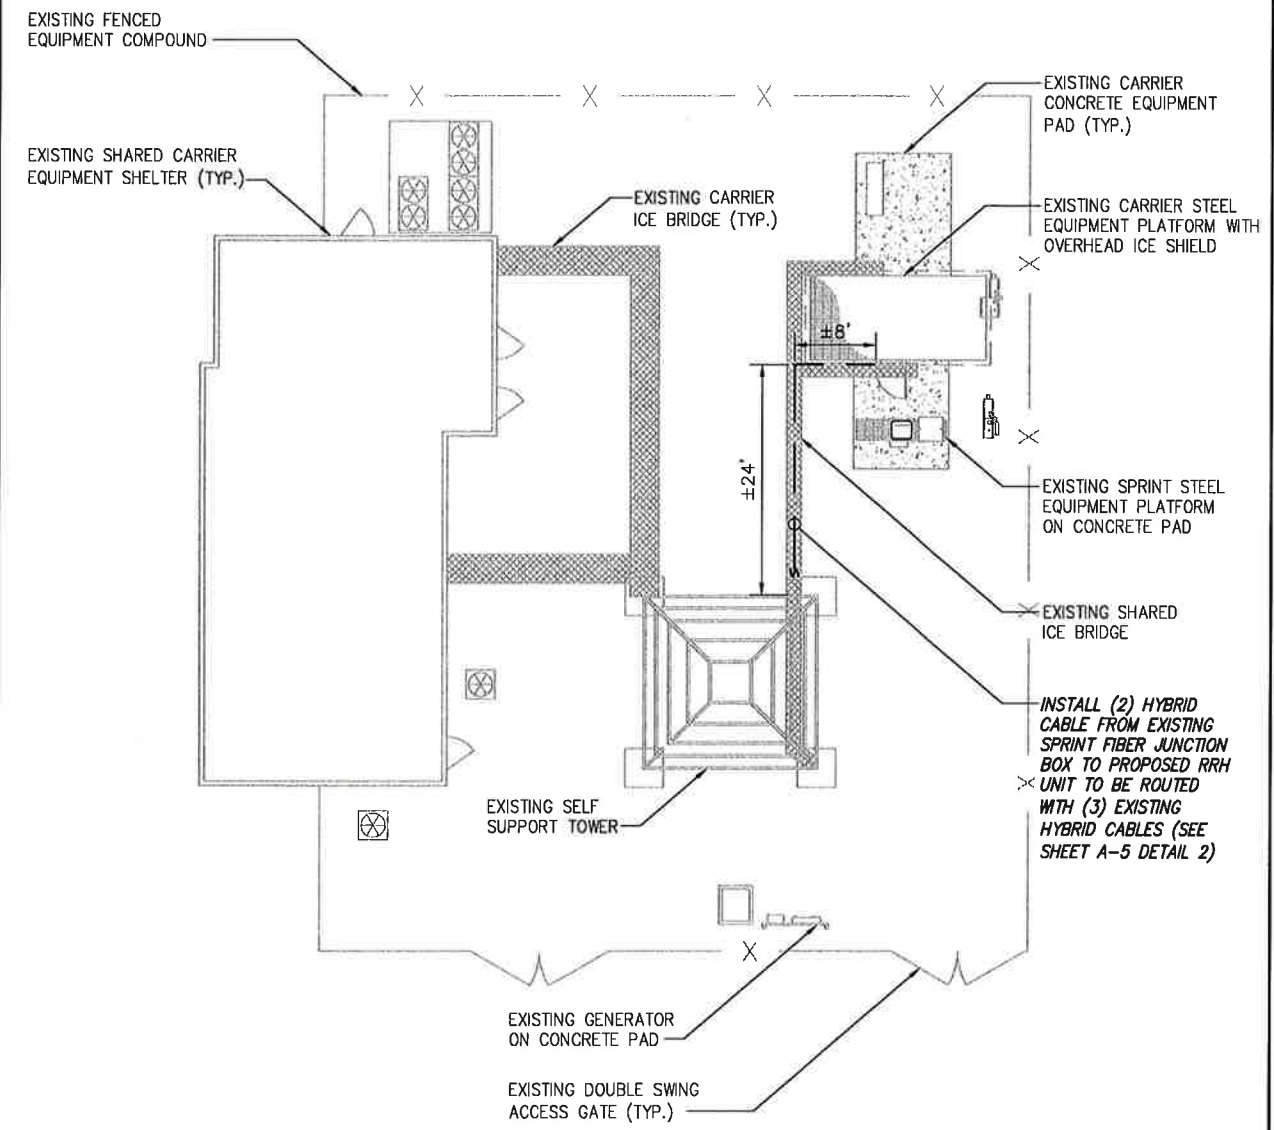 EXISTING FENCED
EQUIPMENT COMPOUND
EXISTING SHARED CARRIER
EQUIPMENT SHELTER (TYP.)
EXISTING CARRIER
ICE BRIDGE (TYP.)
EXISTING CARRIER
CONCRETE EQUIPMENT
PAD (TYP.)
EXISTING CARRIER STEEL
EQUIPMENT PLATFORM WITH
OVERHEAD ICE SHIELD
±8'
±24'
EXISTING SPRINT STEEL
EQUIPMENT PLATFORM
ON CONCRETE PAD
EXISTING SHARED
ICE BRIDGE
INSTALL (2) HYBRID
CABLE FROM EXISTING
SPRINT FIBER JUNCTION
BOX TO PROPOSED RRH
UNIT TO BE ROUTED
WITH (3) EXISTING
HYBRID CABLES (SEE
SHEET A-5 DETAIL 2)
EXISTING SELF
SUPPORT TOWER
EXISTING GENERATOR
ON CONCRETE PAD
EXISTING DOUBLE SWING
ACCESS GATE (TYP.)